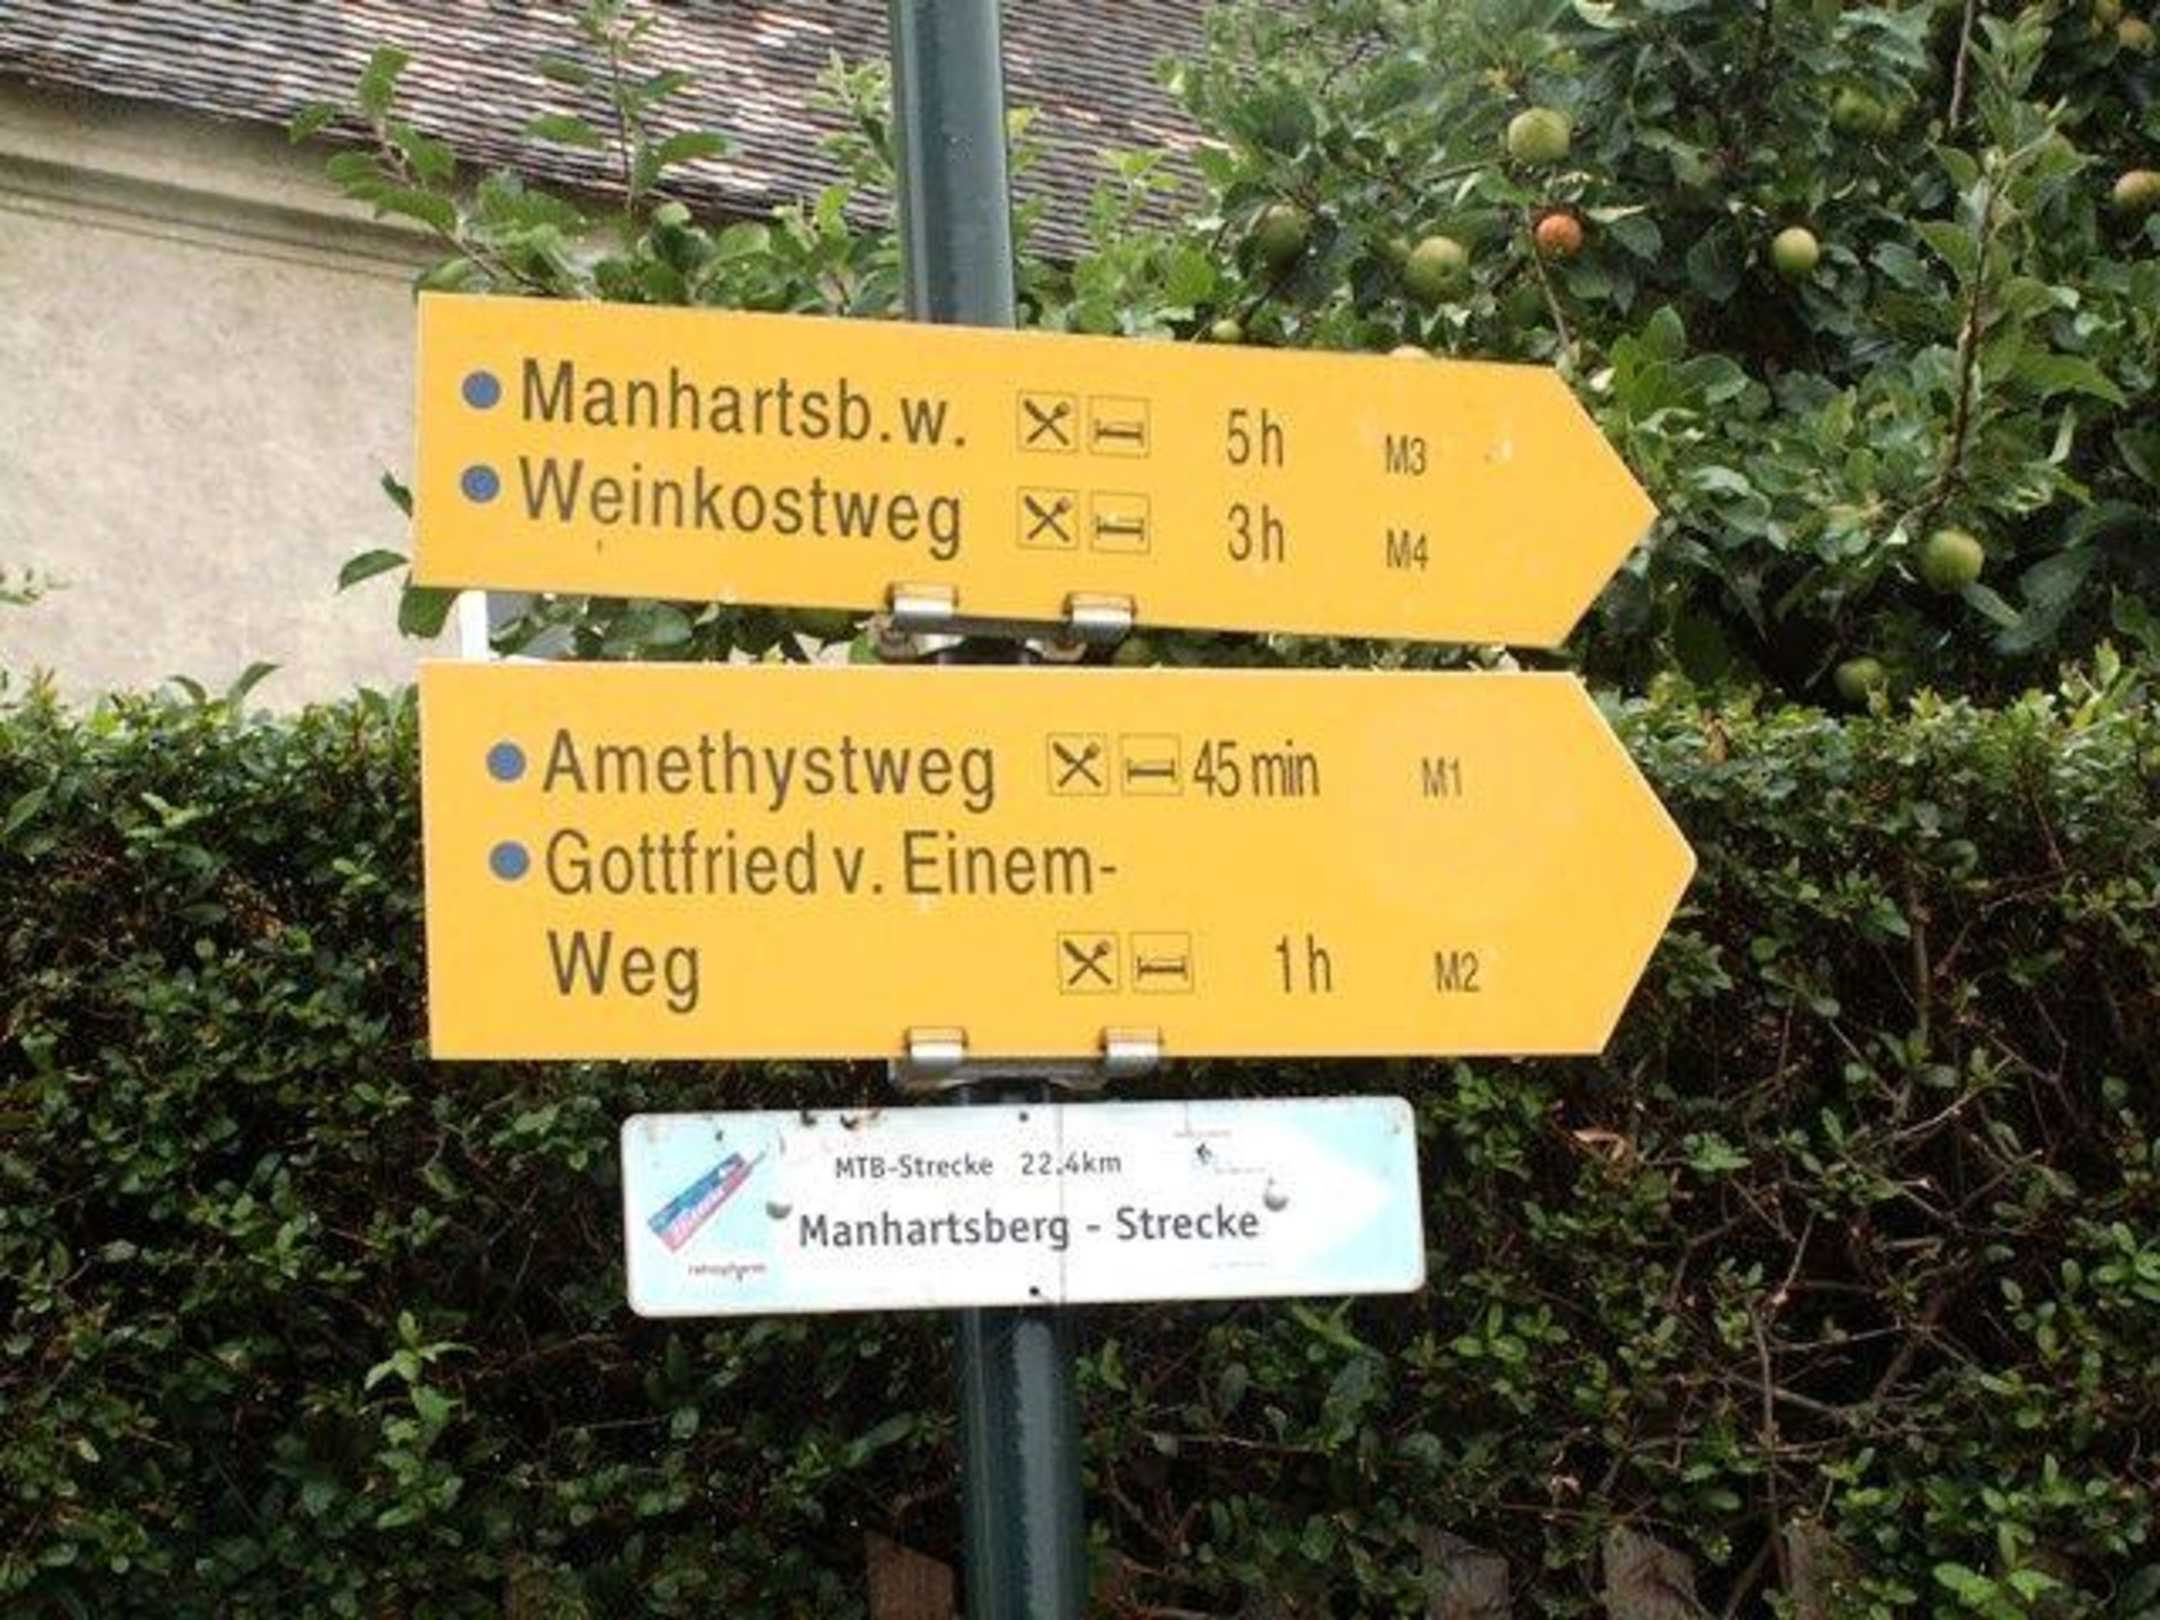 Manhartsb.w. 5h M3
Weinkostweg 3h M4
Amethystweg 45 min M1
Gottfried v. Einem-
Weg 1h M2
MTB-Strecke 22.4km
Manhartsberg - Strecke